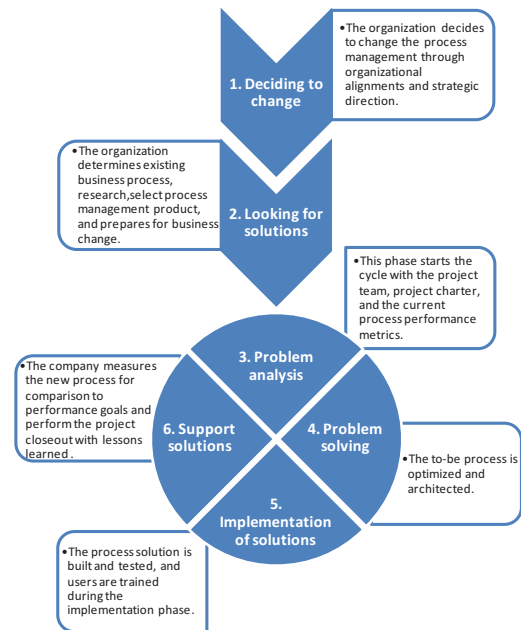 1. Deciding to
change
•The organization decides
to change the process
management through
organizational
alignments and strategic
direction.
•The organization
determines existing
business process,
research,select process
management product,
and prepares for business
change.
2. Looking for
solutions
•This phase starts the
cycle with the project
team, project charter,
and the current
process performance
metrics.
3. Problem
analysis
•The company measures
the new process for
comparison to
performance goals and
perform the project
closeout with lessons
learned .
6. Support
solutions
4. Problem
solving
•The to-be process is
optimized and
architected.
5.
Implementation
of solutions
•The process solution is
built and tested, and
users are trained
during the
implementation phase.